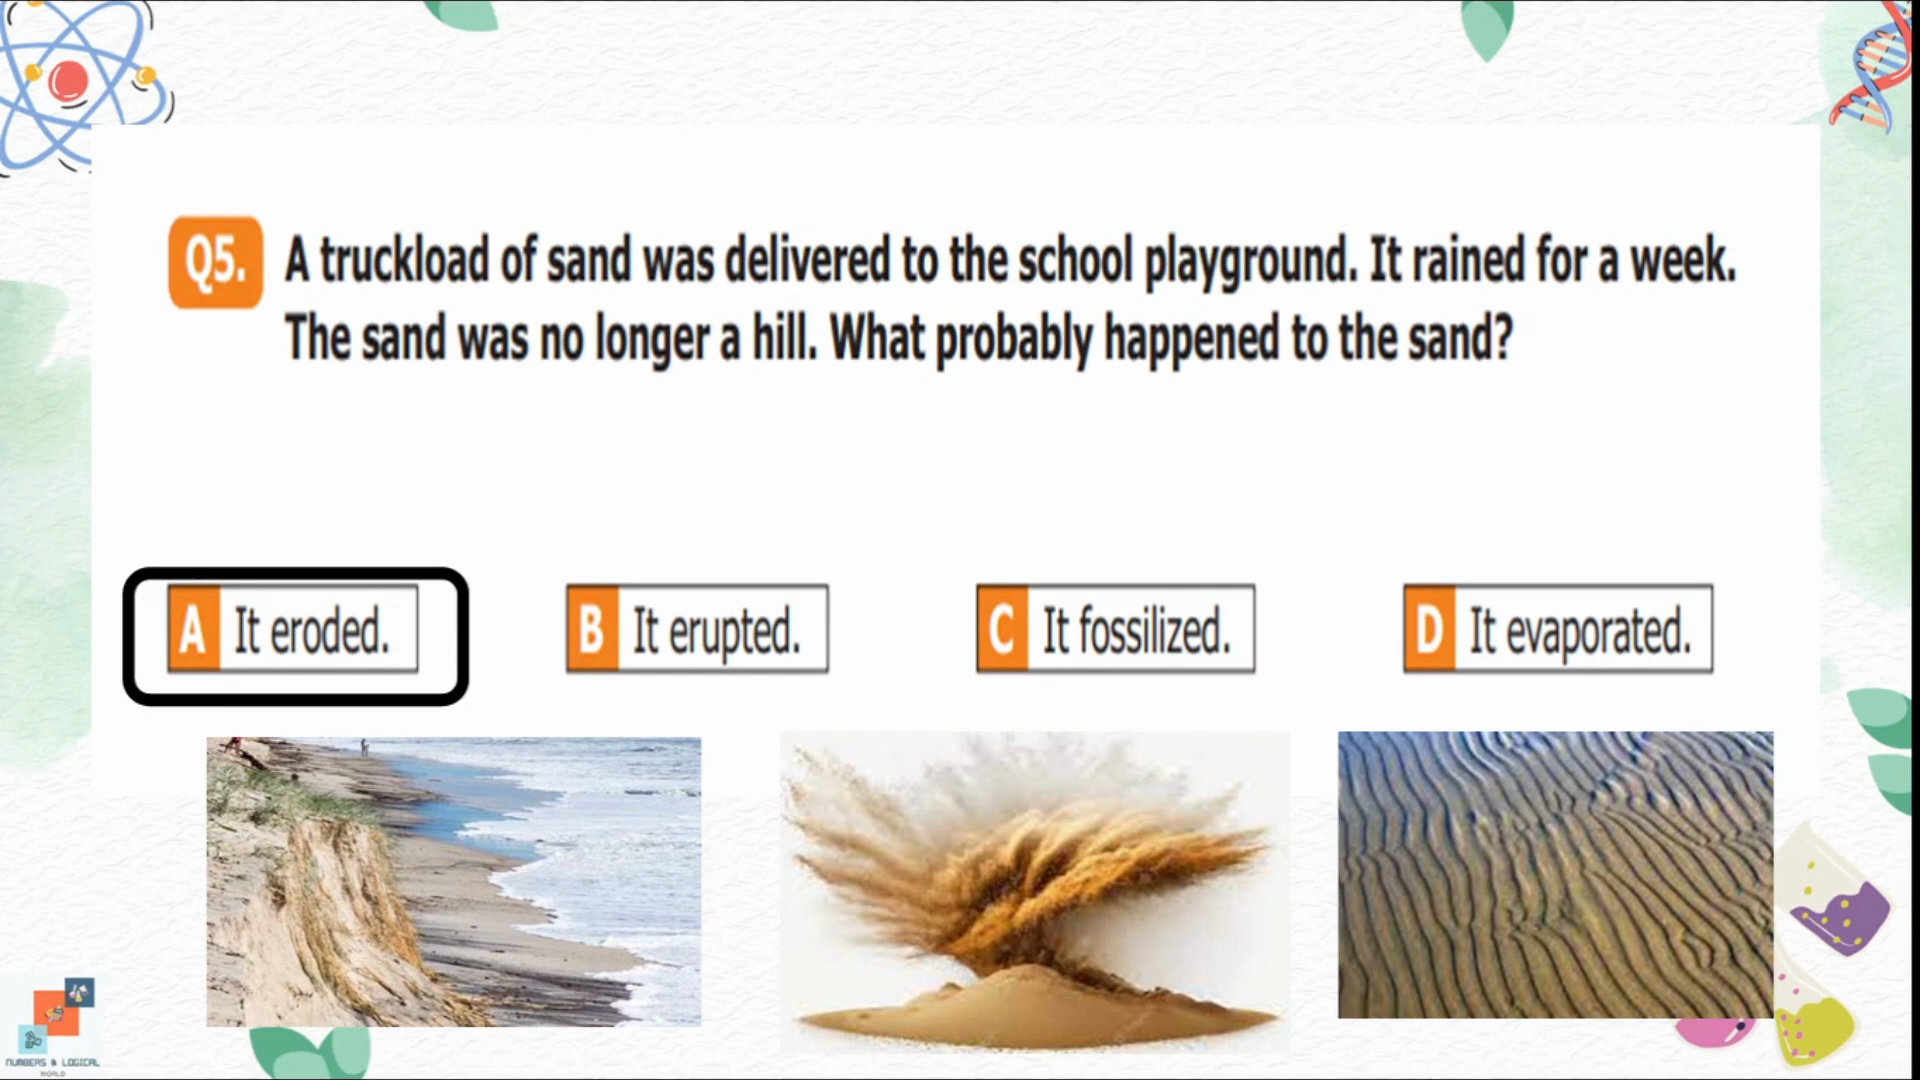 Q5. A truckload of sand was delivered to the school playground. It rained for a week.
The sand was no longer a hill. What probably happened to the sand?
A It eroded.
B It erupted.
C It fossilized.
D It evaporated.
NUMBERS & LOGICAL
WORLD